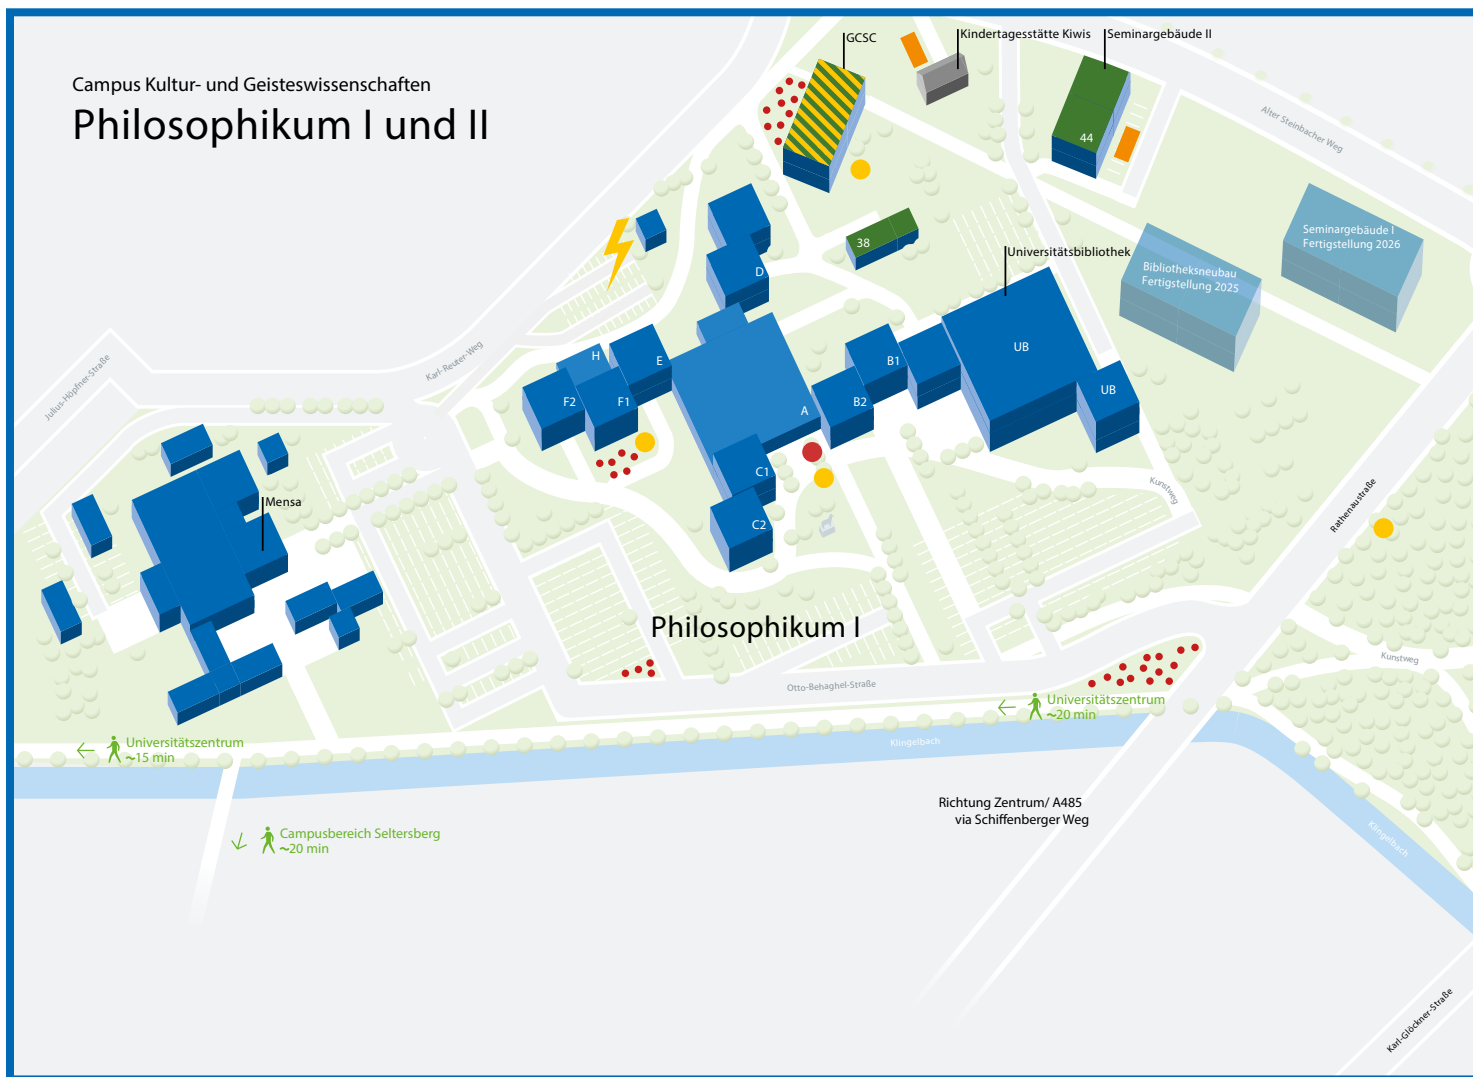 Campus Kultur- und Geisteswissenschaften
Philosophikum I und II
GCSC
Kindertagesstätte Kiwis
Seminargebäude II
Alter Steinbacher Weg
44
38
Universitätsbibliothek
Seminargebäude I
Fertigstellung 2026
Bibliotheksneubau
Fertigstellung 2025
D
UB
UB
B1
B2
A
E
H
F1
F2
C1
C2
Karl-Reuter-Weg
Julius-Höpfner-Straße
Mensa
Kunstweg
Rathenaustraße
Philosophikum I
Otto-Behaghel-Straße
Kunstweg
Universitätszentrum
~20 min
Universitätszentrum
~15 min
Klingelbach
Richtung Zentrum/ A485
via Schiffenberger Weg
Campusbereich Seltersberg
~20 min
Klingelbach
Karl-Glöckner-Straße